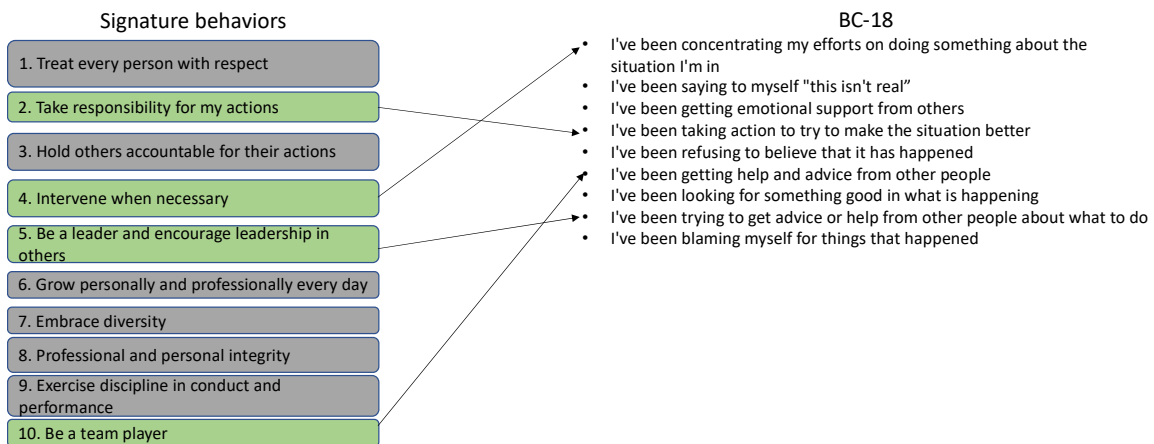 Signature behaviors
1. Treat every person with respect
2. Take responsibility for my actions
3. Hold others accountable for their actions
4. Intervene when necessary
5. Be a leader and encourage leadership in
others
6. Grow personally and professionally every day
7. Embrace diversity
8. Professional and personal integrity
9. Exercise discipline in conduct and
performance
10. Be a team player
BC-18
• I've been concentrating my efforts on doing something about the
situation I'm in
• I've been saying to myself "this isn't real”
• I've been getting emotional support from others
• I've been taking action to try to make the situation better
• I've been refusing to believe that it has happened
• I've been getting help and advice from other people
• I've been looking for something good in what is happening
• I've been trying to get advice or help from other people about what to do
• I've been blaming myself for things that happened